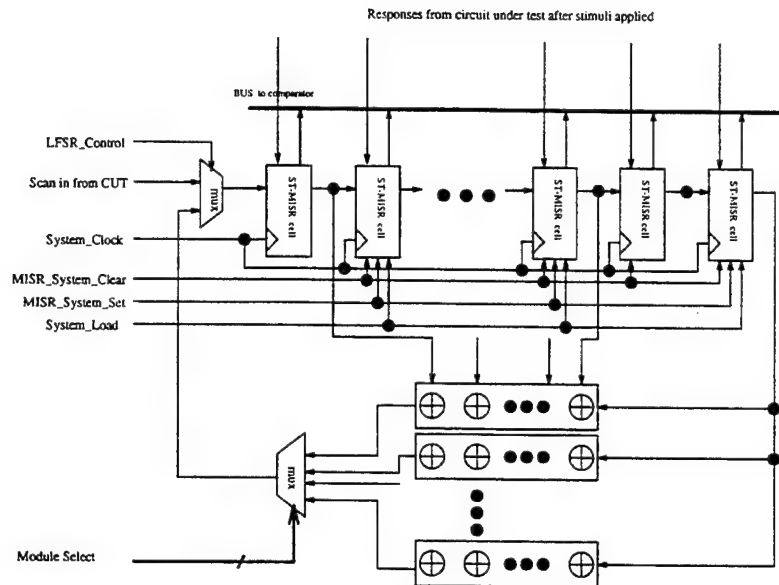 Responses from circuit under test after stimuli applied
BUS to comparator
LFSR_Control
Scan in from CUT
System_Clock
MISR_System_Clear
MISR_System_Set
System_Load
mux
ST-MISR cell
ST-MISR cell
ST-MISR cell
ST-MISR cell
ST-MISR cell
mux
Module Select